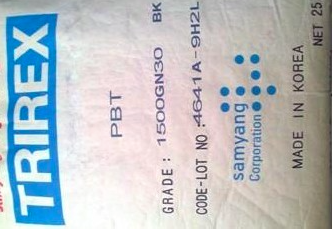 TRIREX
PBT
GRADE: 1500GN30 BK
CODE-LOT NO.:4641A-9H2L
samyang
Corporation
MADE IN KOREA
NET 25